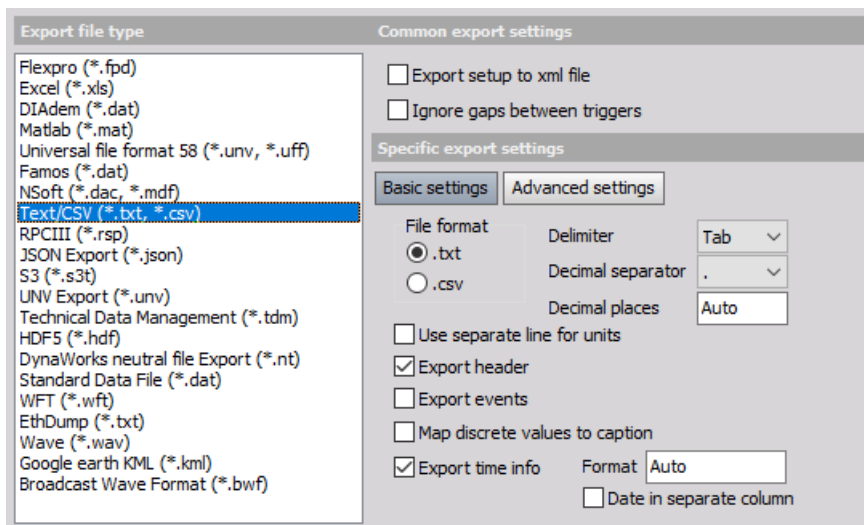 Export file type
Flexpro (*.fpd)
Excel (*.xls)
DIAdem (*.dat)
Matlab (*.mat)
Universal file format 58 (*.unv, *.uff)
Famos (*.dat)
NSoft (*.dac, *.mdf)
Text/CSV (*.txt, *.csv)
RPCIII (*.rsp)
JSON Export (*.json)
S3 (*.s3t)
UNV Export (*.unv)
Technical Data Management (*.tdm)
HDF5 (*.hdf)
DynaWorks neutral file Export (*.nt)
Standard Data File (*.dat)
WFT (*.wft)
EthDump (*.txt)
Wave (*.wav)
Google earth KML (*.kml)
Broadcast Wave Format (*.bwf)
Common export settings
Export setup to xml file
Ignore gaps between triggers
Specific export settings
Basic settings Advanced settings
File format
.txt
.csv
Delimiter Tab
Decimal separator .
Decimal places Auto
Use separate line for units
Export header
Export events
Map discrete values to caption
Export time info Format Auto
Date in separate column